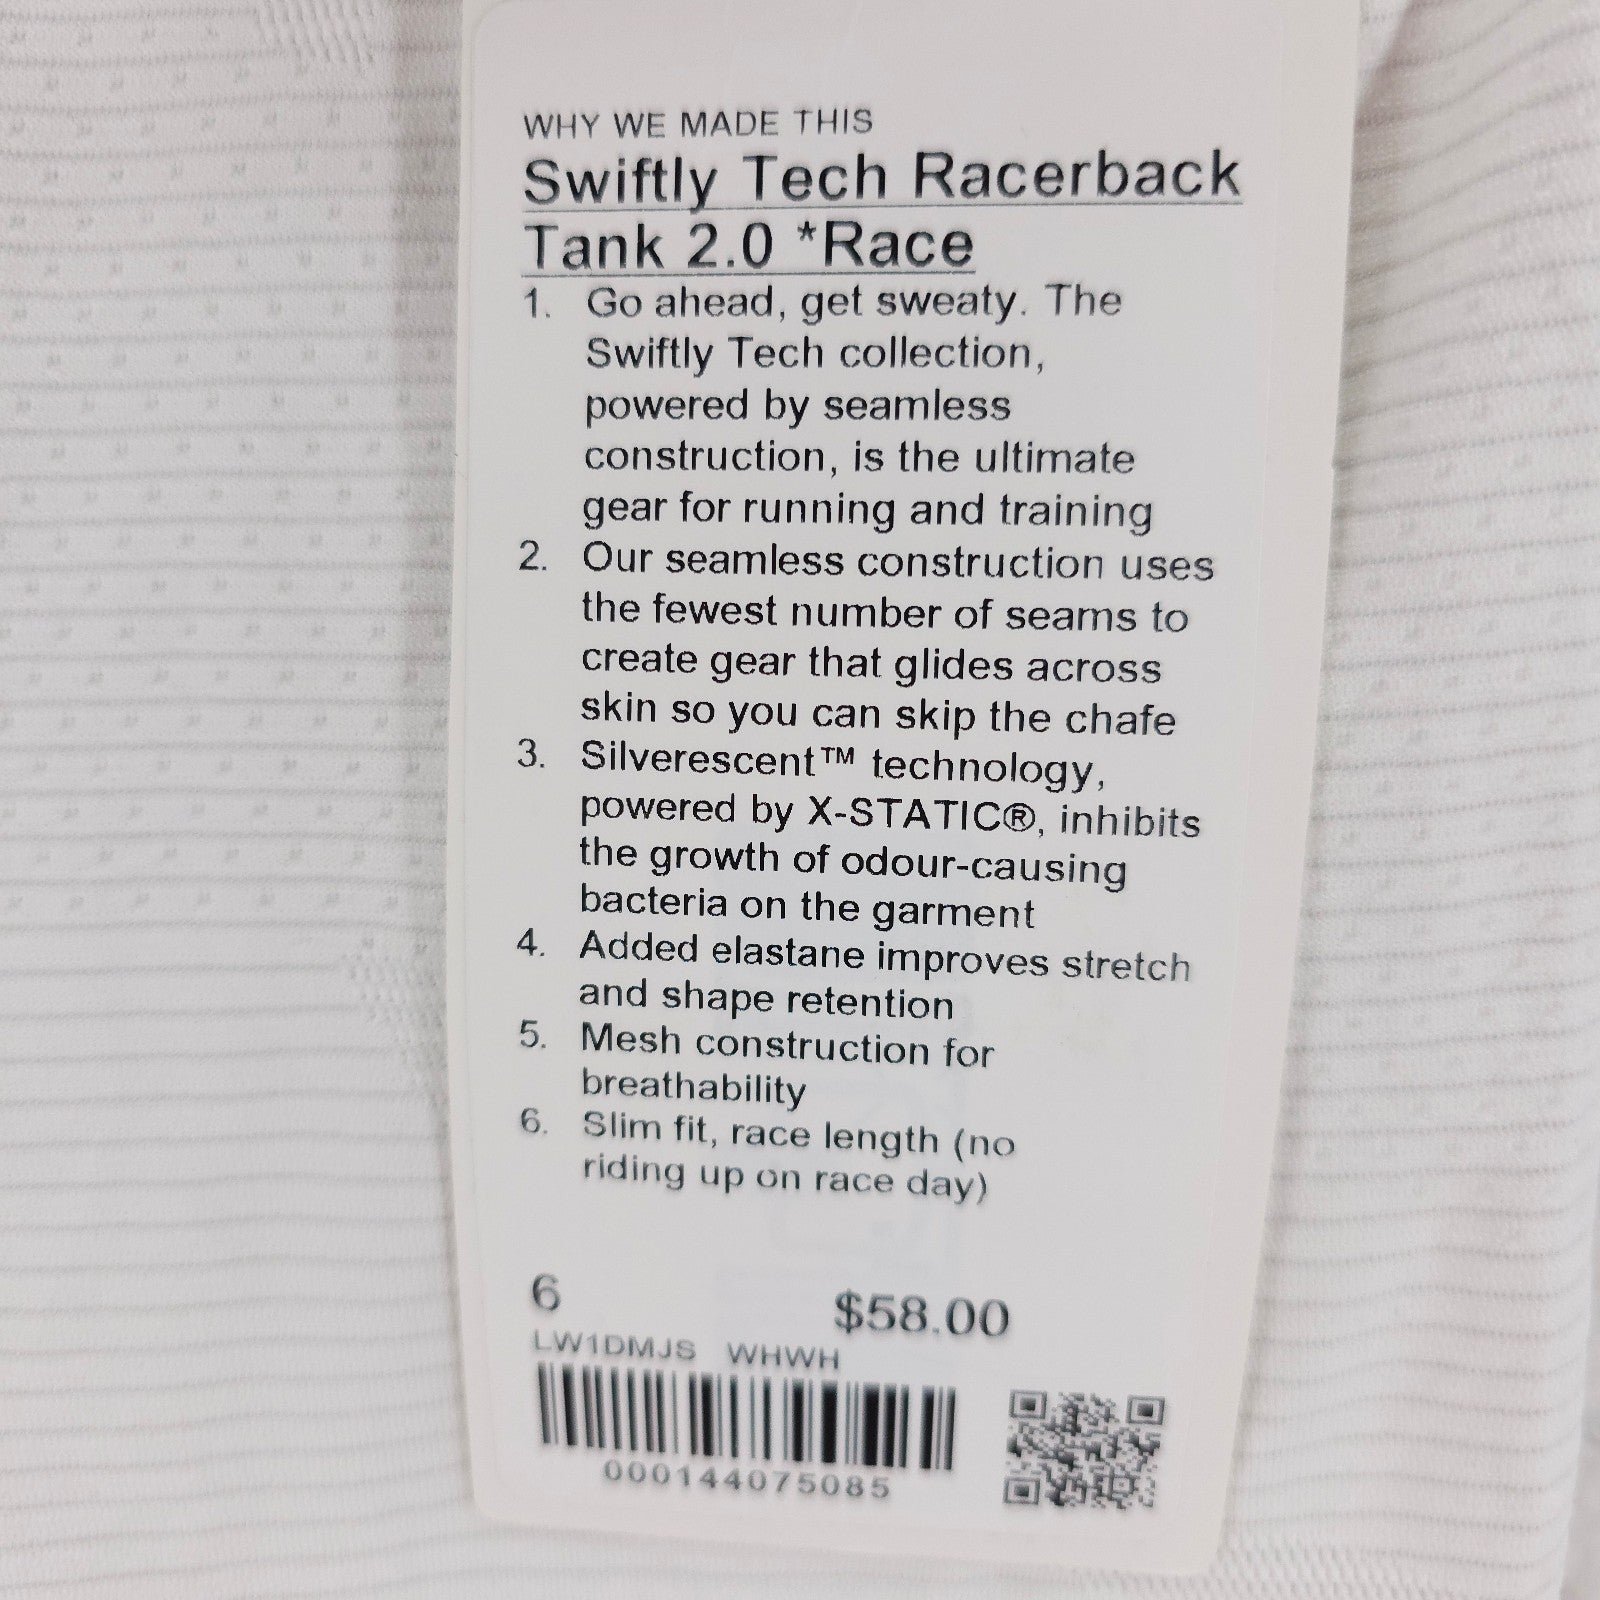 WHY WE MADE THIS
Swiftly Tech Racerback
Tank 2.0 *Race
1. Go ahead, get sweaty. The
Swiftly Tech collection,
powered by seamless
construction, is the ultimate
gear for running and training
2. Our seamless construction uses
the fewest number of seams to
create gear that glides across
skin so you can skip the chafe
3. Silverescent™ technology,
powered by X-STATIC®, inhibits
the growth of odour-causing
bacteria on the garment
4. Added elastane improves stretch
and shape retention
5. Mesh construction for
breathability
6. Slim fit, race length (no
riding up on race day)
6 $58.00
LW1DMJS WHWH
000144075085